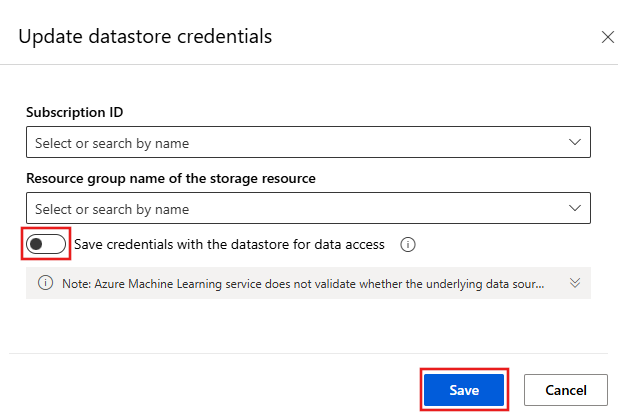 Update datastore credentials
Subscription ID
Select or search by name
Resource group name of the storage resource
Select or search by name
Save credentials with the datastore for data access
Note: Azure Machine Learning service does not validate whether the underlying data sour...
Save Cancel